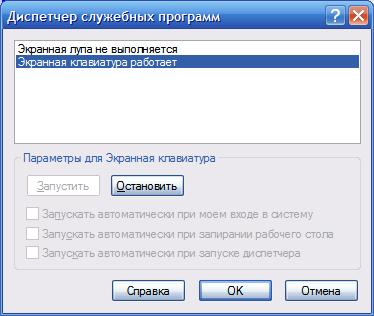 Диспетчер служебных программ
Экранная лупа не выполняется
Экранная клавиатура работает
Параметры для Экранная клавиатура
Запустить Остановить
Запускать автоматически при моем входе в систему
Запускать автоматически при запирании рабочего стола
Запускать автоматически при запуске диспетчера
Справка OK Отмена